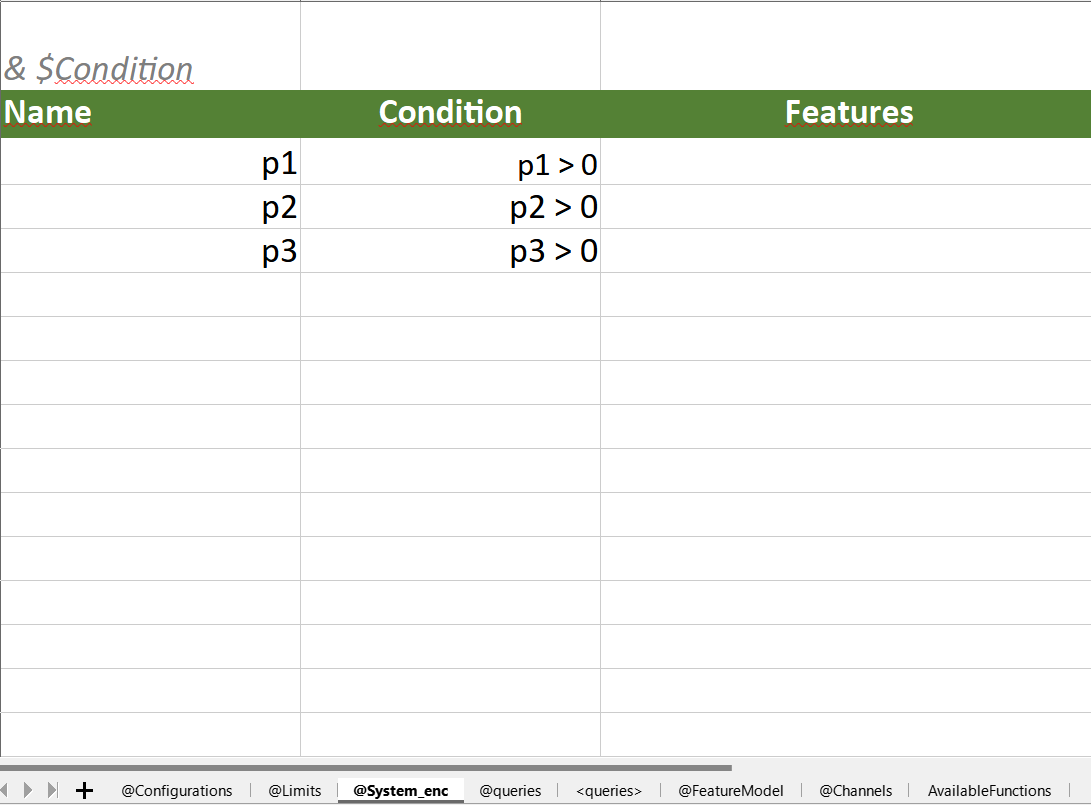 & $Condition
Name Condition Features
p1 p1 > 0
p2 p2 > 0
p3 p3 > 0
@Configurations @Limits @System_enc @queries <queries> @FeatureModel @Channels AvailableFunctions